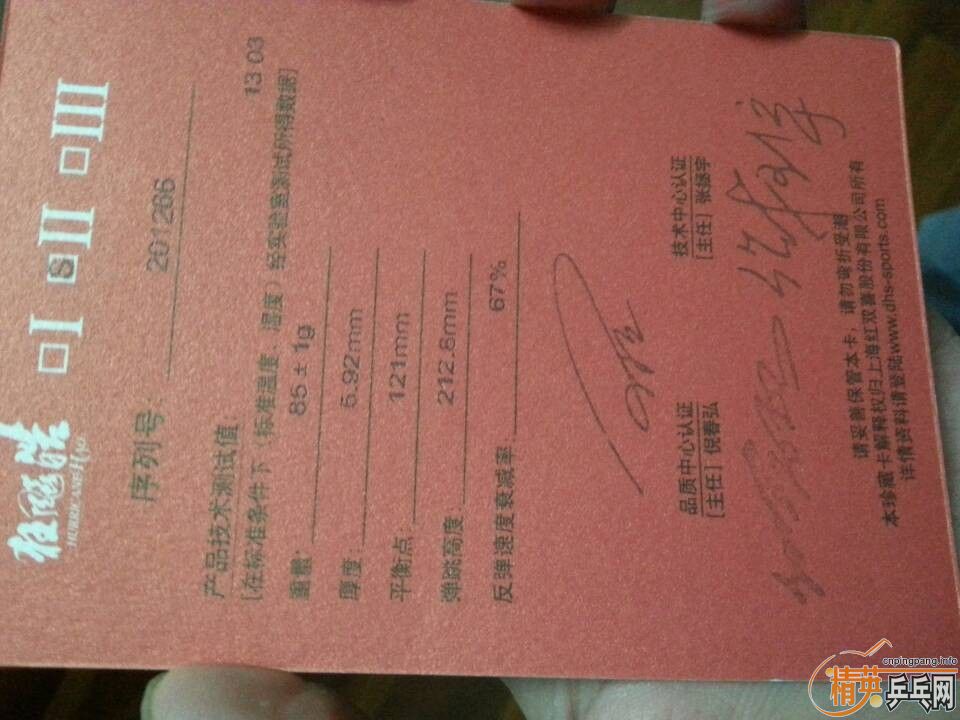 狂飚皓
HURRICANE HAO
□I ☑II □III
序列号: 201266
产品技术测试值:
[在标准条件下（标准温度、湿度）经实验室测试所得数据]
13 03
重量: 85 ± 1g
厚度: 5.92mm
平衡点: 121mm
弹跳高度: 212.6mm
反弹速度衰减率: 67%
品质中心认证
[主任] 倪春弘
技术中心认证
[主任] 张继宇
请妥善保管本卡，请勿弯折受潮
本珍藏卡解释权归上海红双喜股份有限公司所有
详情资料请登陆www.dhs-sports.com
cnpingpang.info
精英乒乓网